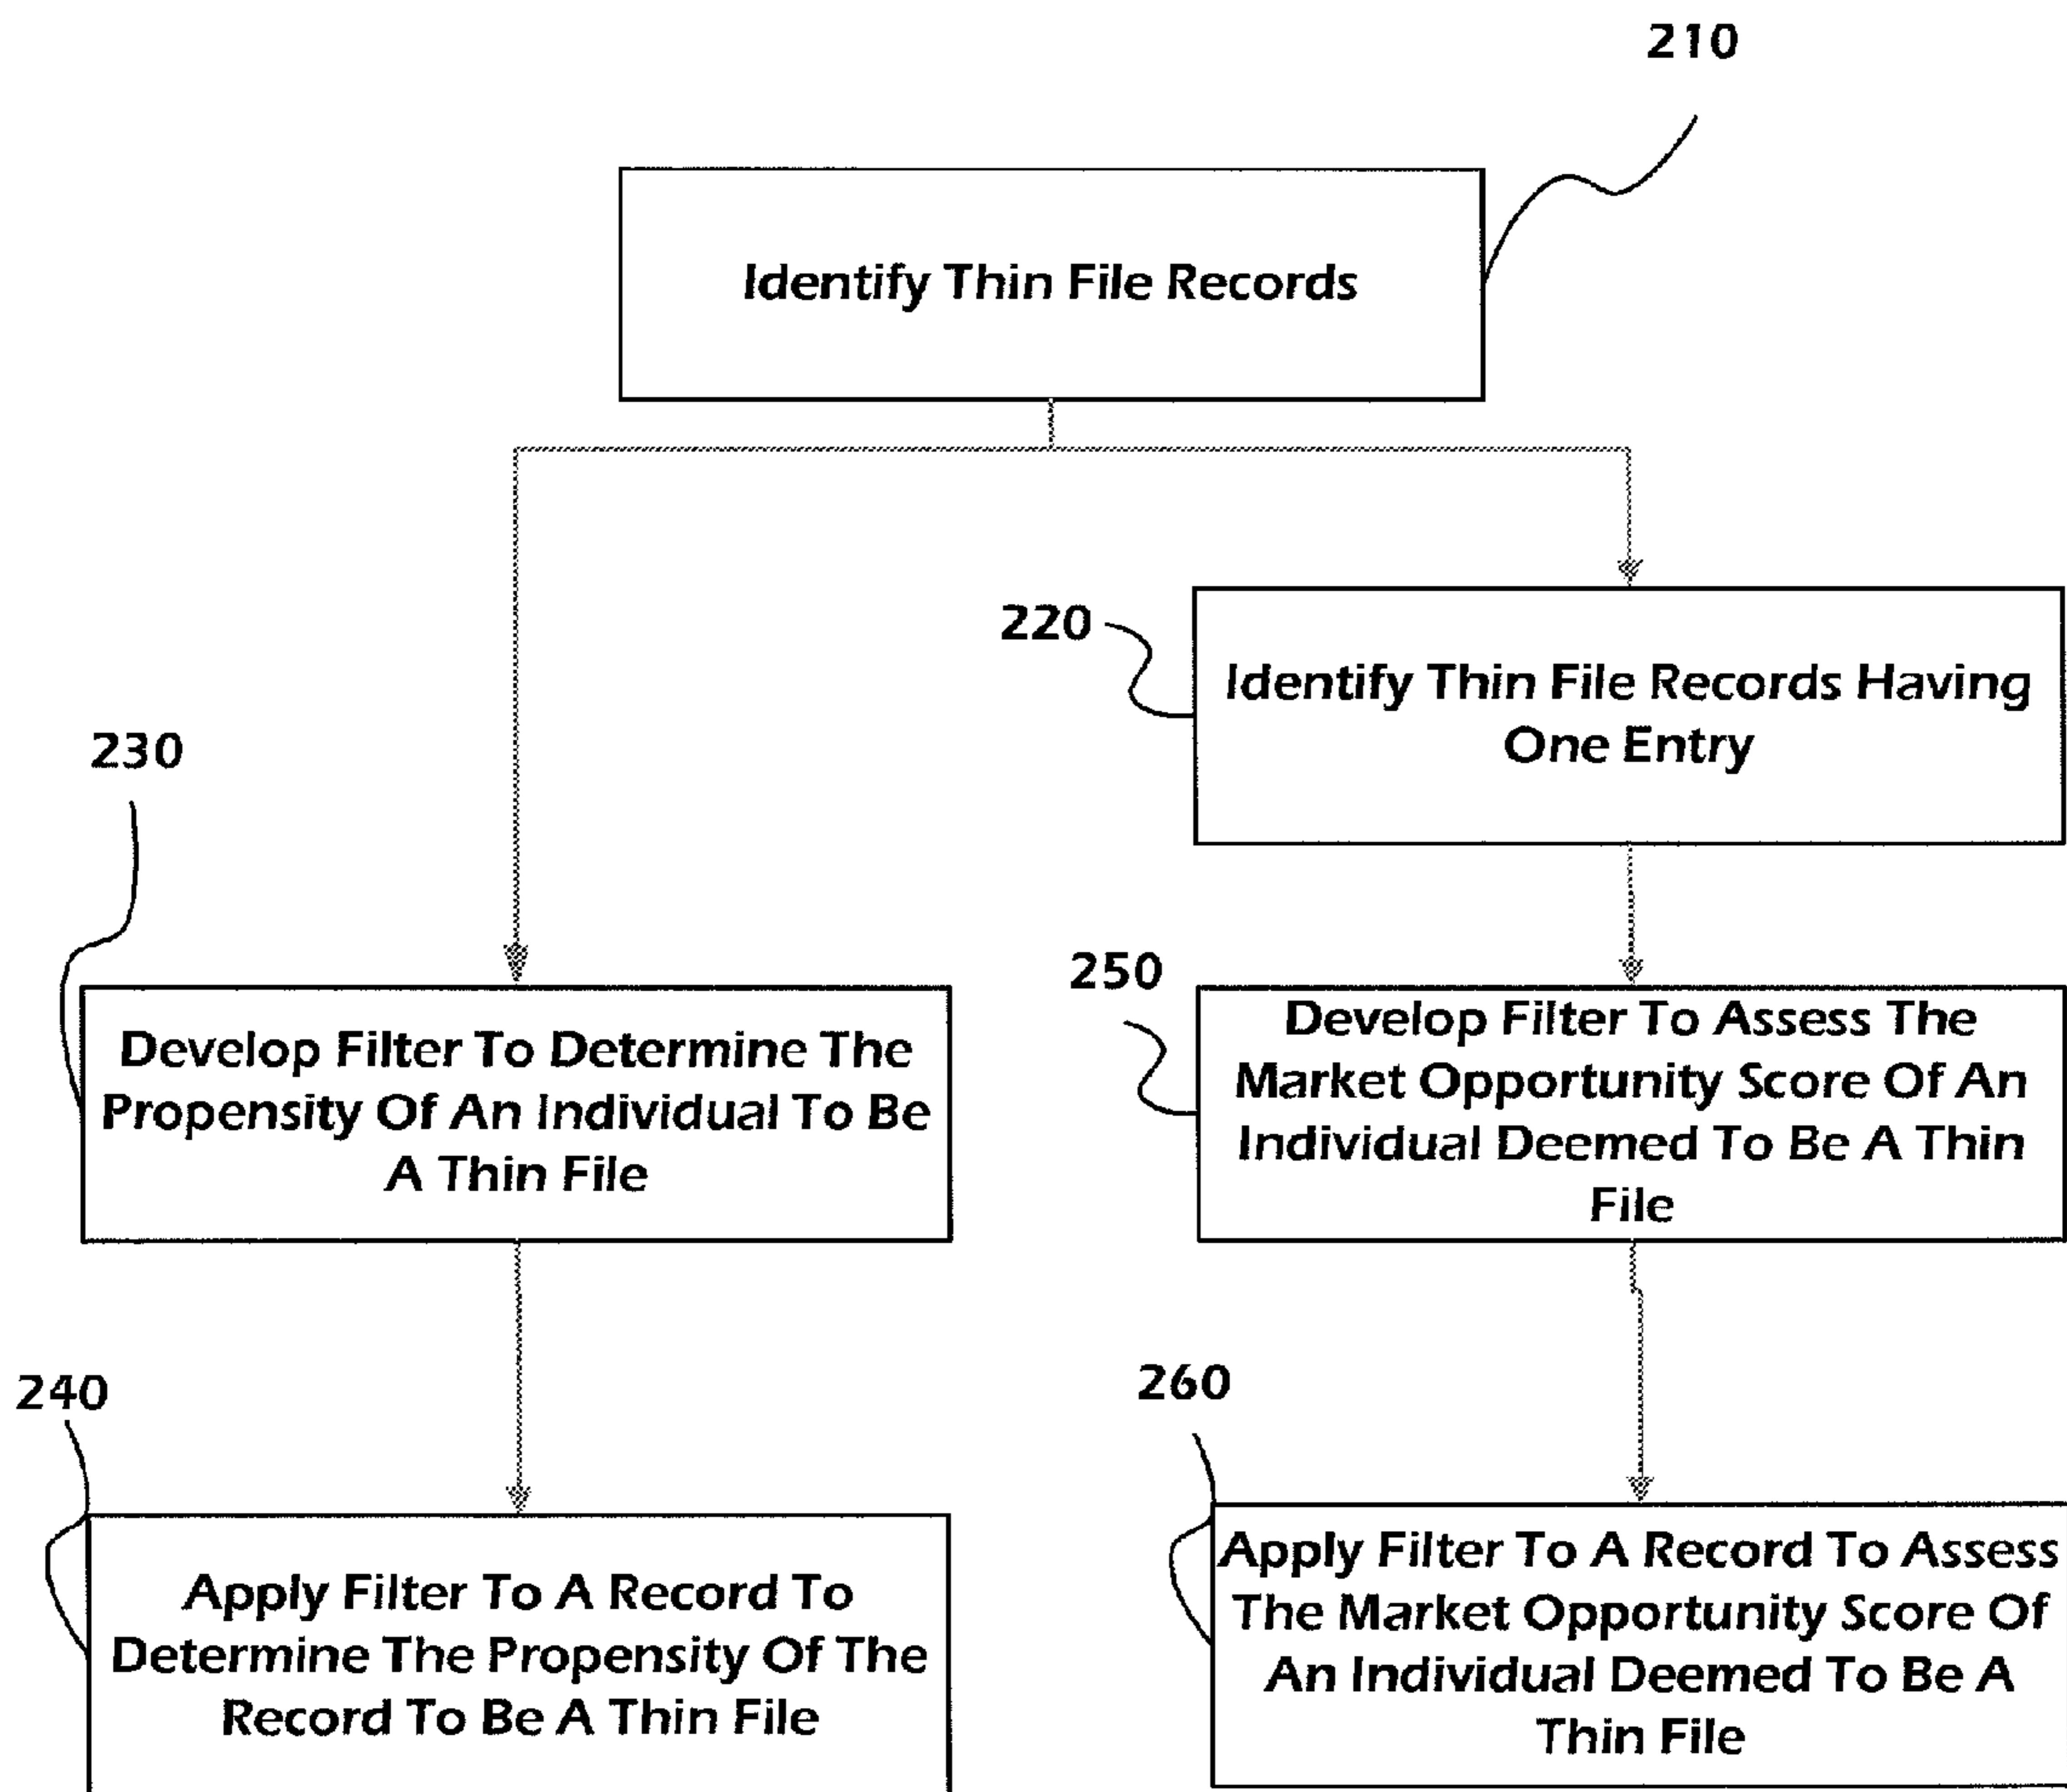 210
Identify Thin File Records
220
Identify Thin File Records Having
One Entry
230
Develop Filter To Determine The
Propensity Of An Individual To Be
A Thin File
250
Develop Filter To Assess The
Market Opportunity Score Of An
Individual Deemed To Be A Thin
File
240
Apply Filter To A Record To
Determine The Propensity Of The
Record To Be A Thin File
260
Apply Filter To A Record To Assess
The Market Opportunity Score Of
An Individual Deemed To Be A
Thin File